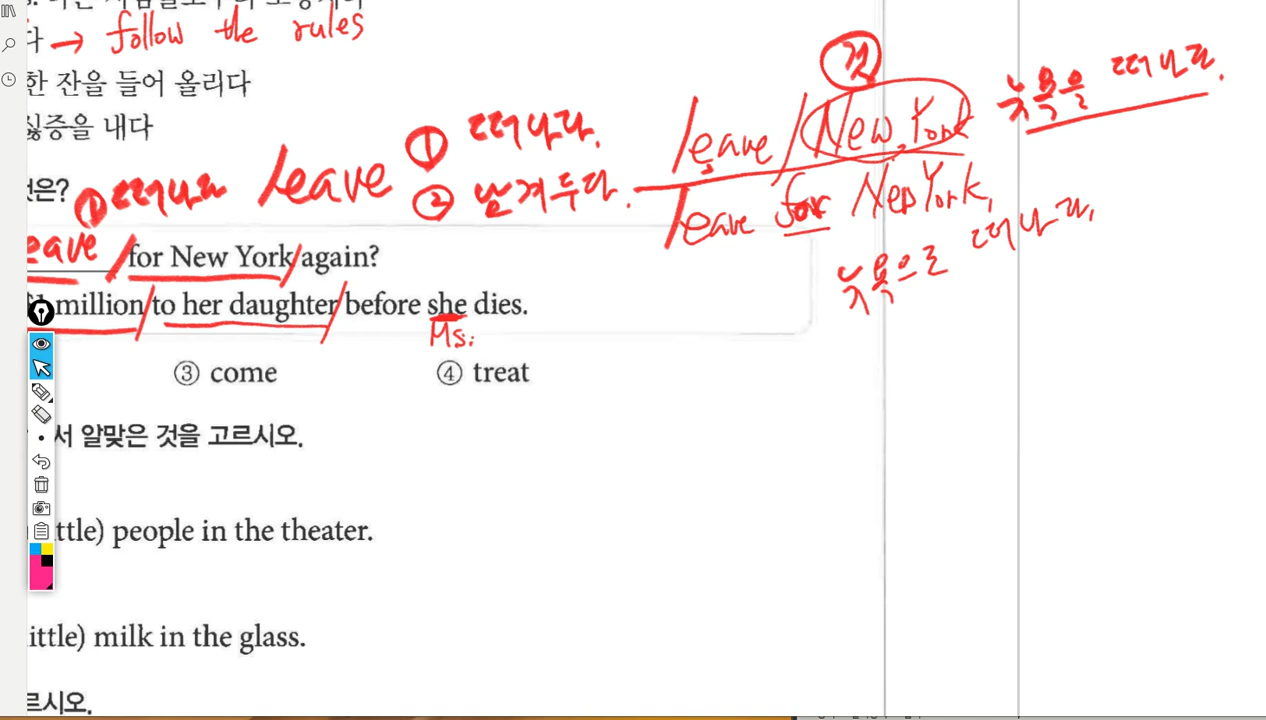 다 → follow the rules
한 잔을 들어 올리다
싫증을 내다
것
leave / New York 뉴욕을 떠나다.
것은? ① 떠나다 leave ① 떠나다.
② 남겨두다.
leave for New York,
뉴욕으로 떠나다.
eave / for New York / again?
million / to her daughter / before she dies.
Ms.
③ come ④ treat
서 알맞은 것을 고르시오.
ttle) people in the theater.
ittle) milk in the glass.
르시오.